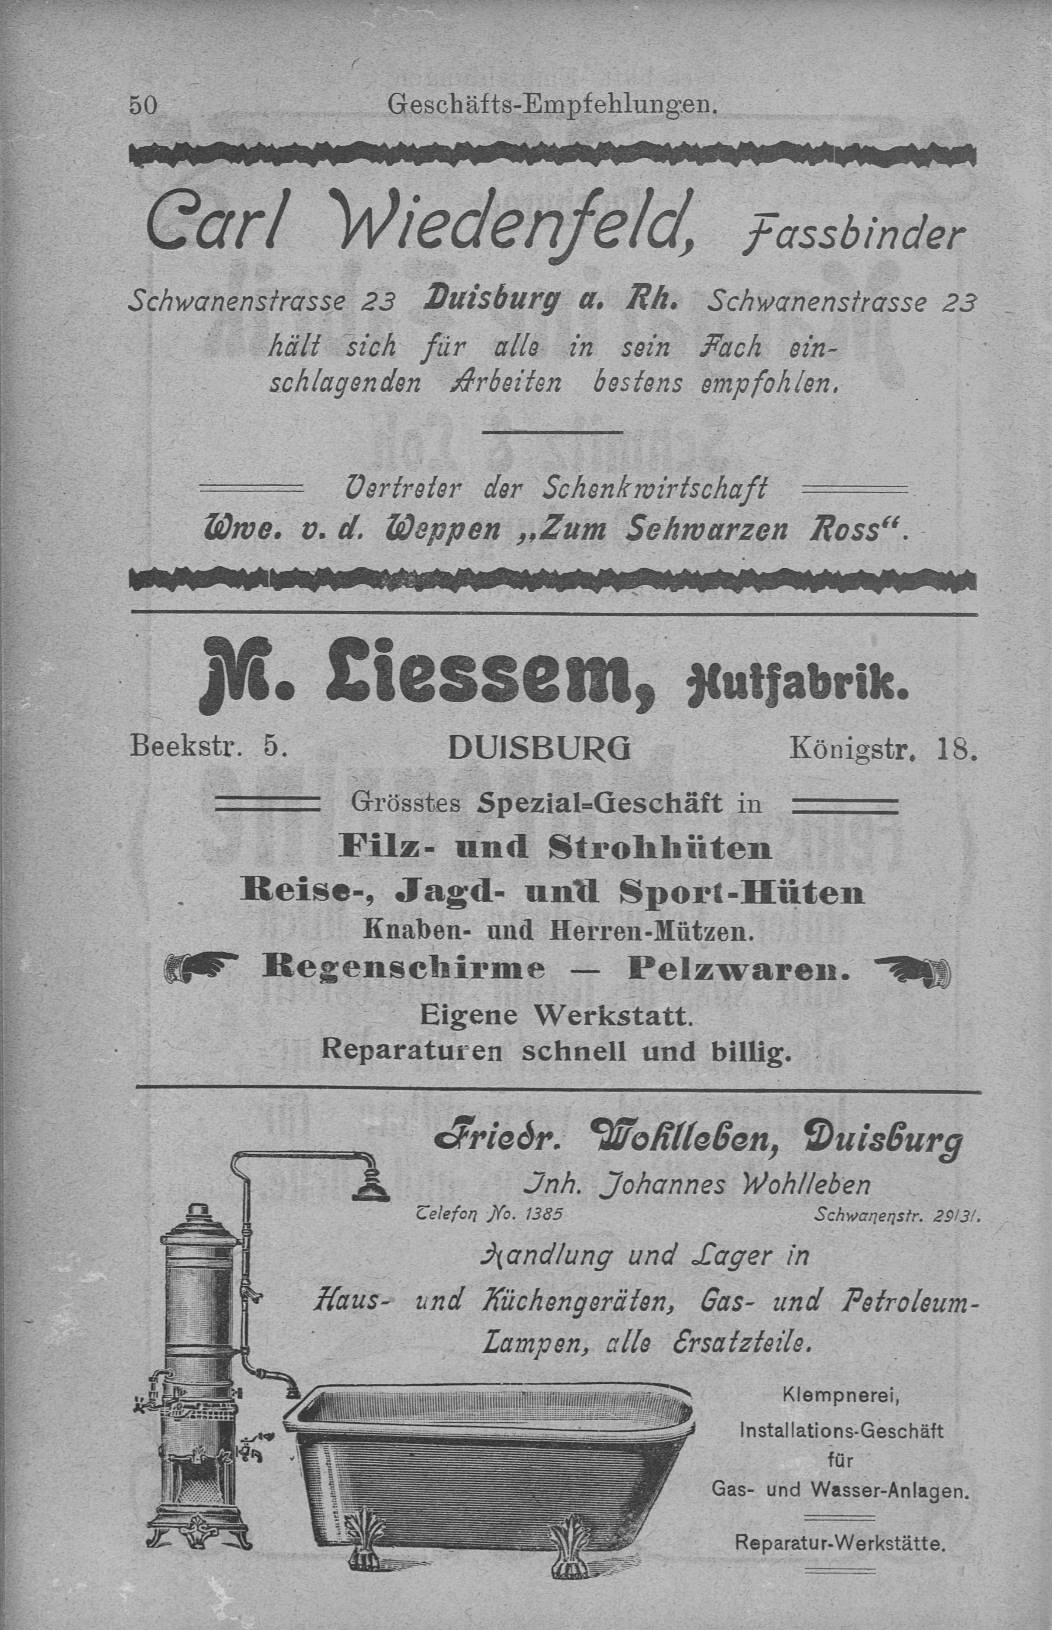 50
Geschäfts-Empfehlungen.
Carl Wiedenfeld, Fassbinder
Schwanenstrasse 23 Duisburg a. Rh. Schwanenstrasse 23
hält sich für alle in sein Fach ein-
schlagenden Arbeiten bestens empfohlen.
Vertreter der Schenkwirtschaft
Wwe. v. d. Weppen „Zum Schwarzen Ross“.
M. Liessem, Hutfabrik.
Beekstr. 5. DUISBURG Königstr. 18.
Grösstes Spezial-Geschäft in
Filz- und Strohhüten
Reise-, Jagd- und Sport-Hüten
Knaben- und Herren-Mützen.
Regenschirme — Pelzwaren.
Eigene Werkstatt.
Reparaturen schnell und billig.
Friedr. Wohlleben, Duisburg
Inh. Johannes Wohlleben
Telefon No. 1385 Schwanenstr. 29/31.
Handlung und Lager in
Haus- und Küchengeräten, Gas- und Petroleum-
Lampen, alle Ersatzteile.
Klempnerei,
Installations-Geschäft
für
Gas- und Wasser-Anlagen.
Reparatur-Werkstätte.